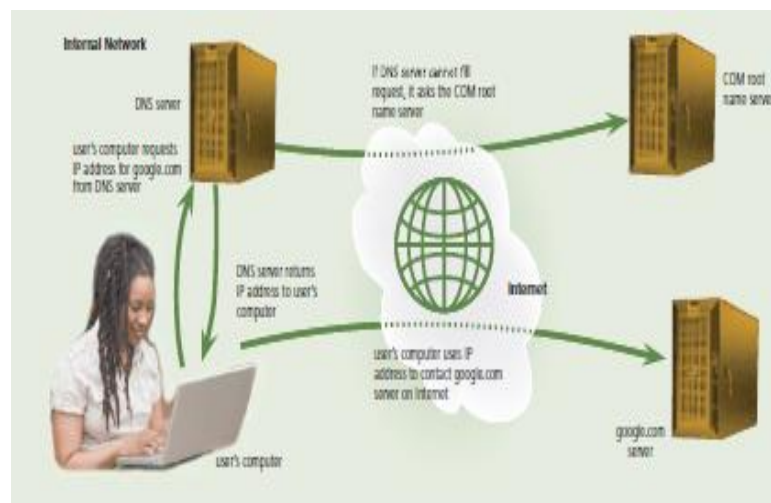 Internal Network
DNS server
user's computer requests
IP address for google.com
from DNS server
If DNS server cannot fill
request, it asks the COM root
name server
COM root
name server
DNS server returns
IP address to user's
computer
Internet
user's computer uses IP
address to contact google.com
server on Internet
google.com
server
user's computer